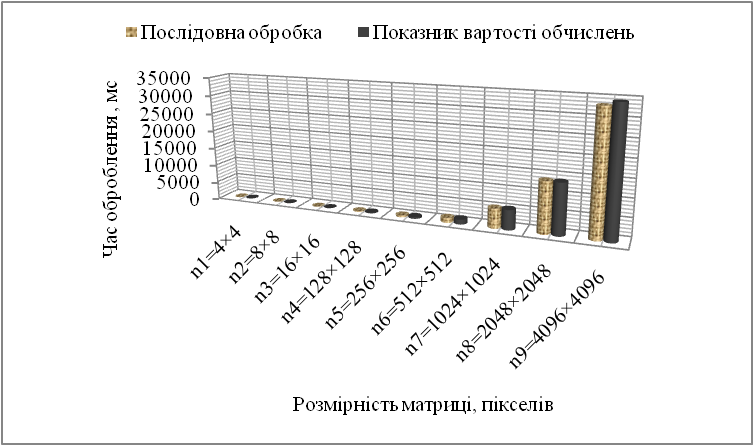 Послідовна обробка
Показник вартості обчислень
Час оброблення , мс
35000
30000
25000
20000
15000
10000
5000
0
n1=4×4
n2=8×8
n3=16×16
n4=128×128
n5=256×256
n6=512×512
n7=1024×1024
n8=2048×2048
n9=4096×4096
Розмірність матриці, пікселів